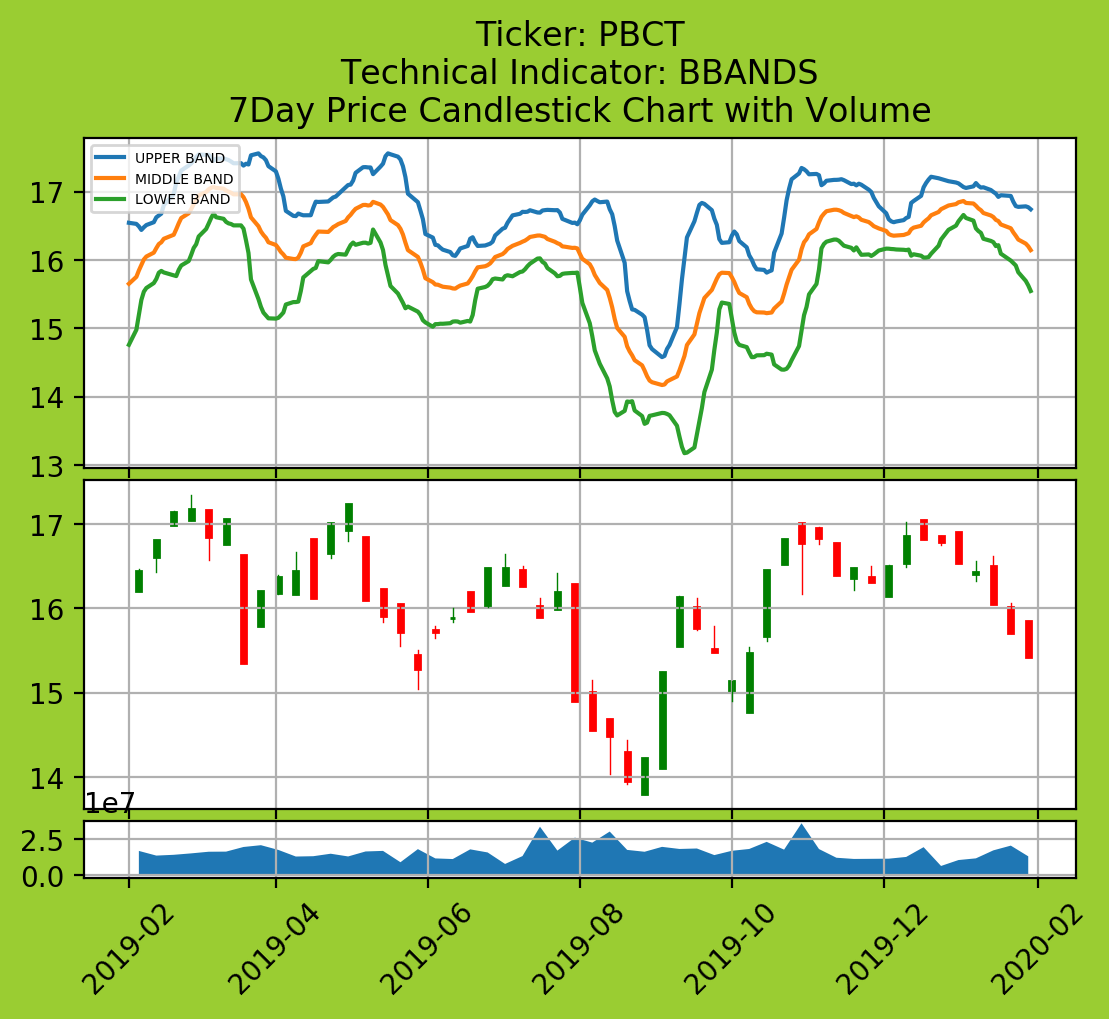 Ticker: PBCT
Technical Indicator: BBANDS
7Day Price Candlestick Chart with Volume
UPPER BAND
MIDDLE BAND
LOWER BAND
17
16
15
14
13
17
16
15
14
1e7
2.5
0.0
2019-02
2019-04
2019-06
2019-08
2019-10
2019-12
2020-02